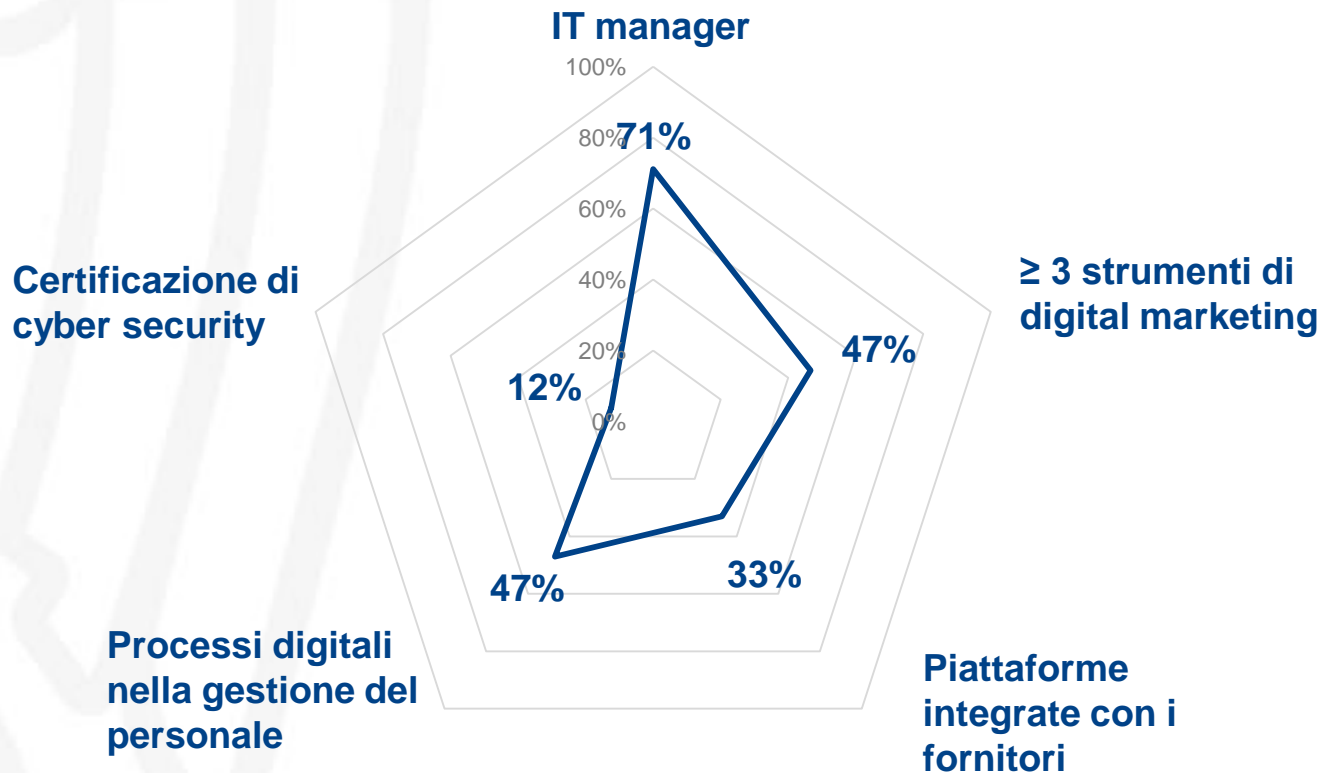 IT manager
100%
80%
71%
60%
40%
20%
0%
≥ 3 strumenti di
digital marketing
47%
Certificazione di
cyber security
12%
33%
47%
Processi digitali
nella gestione del
personale
Piattaforme
integrate con i
fornitori